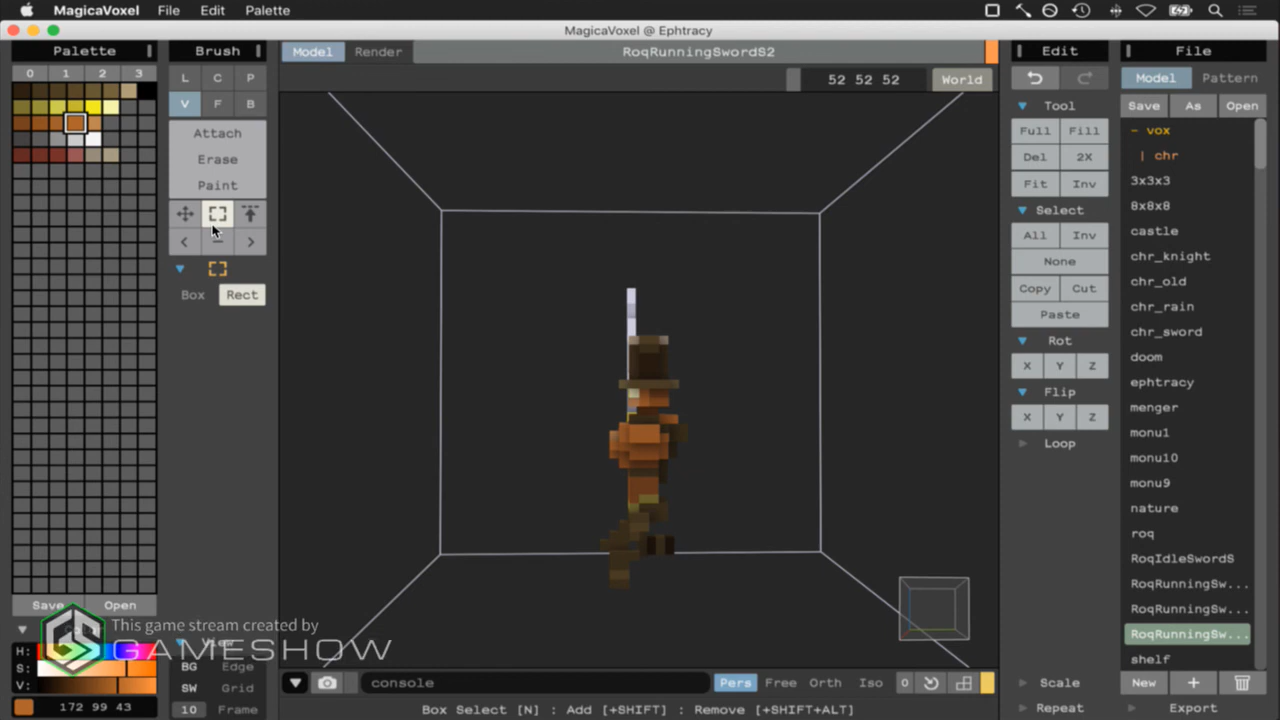 MagicaVoxel File Edit Palette
MagicaVoxel @ Ephtracy
Palette
0 1 2 3
Save Open
H:
S:
V:
172 99 43
Brush
L C P
V F B
Attach
Erase
Paint
< − >
Box Rect
View
BG Edge
SW Grid
10 Frame
Model Render RoqRunningSwordS2
52 52 52 World
This game stream created by
GAMESHOW
console Pers Free Orth Iso 0
Box Select [N] : Add [+SHIFT] : Remove [+SHIFT+ALT]
Edit
Tool
Full Fill
Del 2X
Fit Inv
Select
All Inv
None
Copy Cut
Paste
Rot
X Y Z
Flip
X Y Z
Loop
Scale
Repeat
File
Model Pattern
Save As Open
− vox
| chr
3x3x3
8x8x8
castle
chr_knight
chr_old
chr_rain
chr_sword
doom
ephtracy
menger
monu1
monu10
monu9
nature
roq
RoqIdleSwordS
RoqRunningSw...
RoqRunningSw...
RoqRunningSw...
shelf
New +
Export